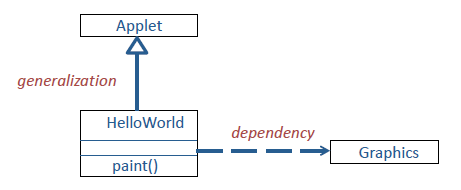 Applet
generalization
HelloWorld
dependency
Graphics
paint()